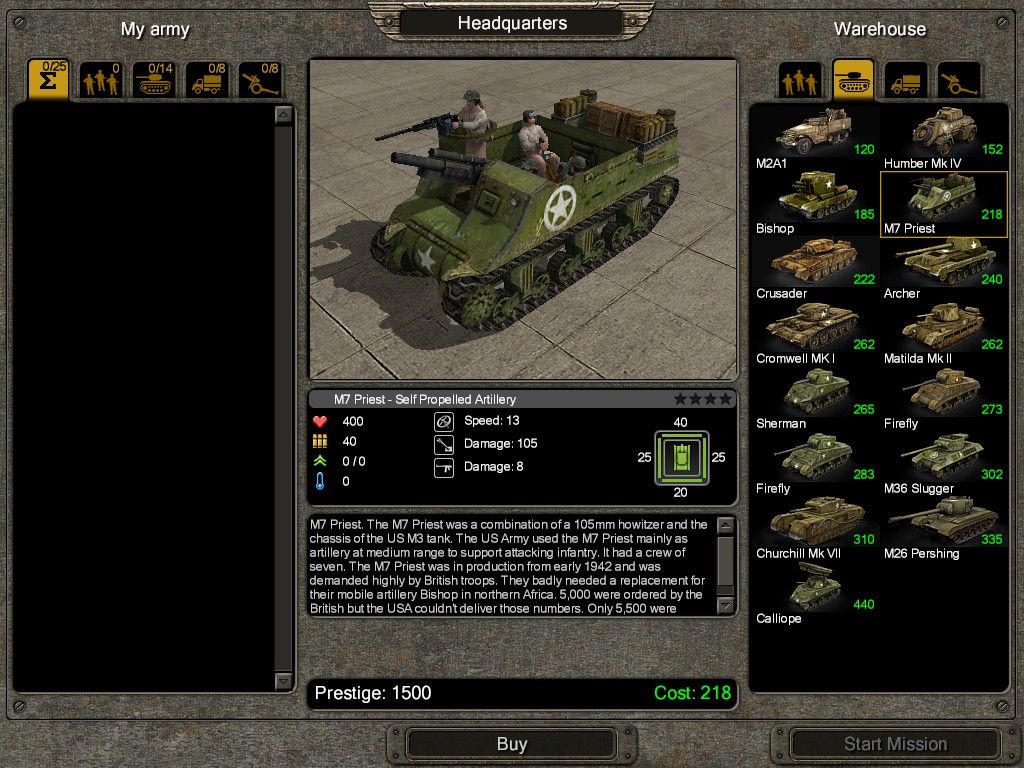 My army
Headquarters
Warehouse
0/25
0
0/14
0/8
0/8
Σ
M2A1
120
Humber Mk IV
152
Bishop
185
M7 Priest
218
Crusader
222
Archer
240
Cromwell MK I
262
Matilda Mk II
262
Sherman
265
Firefly
273
Firefly
283
M36 Slugger
302
Churchill Mk VII
310
M26 Pershing
335
Calliope
440
M7 Priest - Self Propelled Artillery
400
40
0 / 0
0
Speed: 13
Damage: 105
Damage: 8
40
25
25
20
M7 Priest. The M7 Priest was a combination of a 105mm howitzer and the
chassis of the US M3 tank. The US Army used the M7 Priest mainly as
artillery at medium range to support attacking infantry. It had a crew of
seven. The M7 Priest was in production from early 1942 and was
demanded highly by British troops. They badly needed a replacement for
their mobile artillery Bishop in northern Africa. 5,000 were ordered by the
British but the USA couldn't deliver those numbers. Only 5,500 were
Prestige: 1500
Cost: 218
Buy
Start Mission